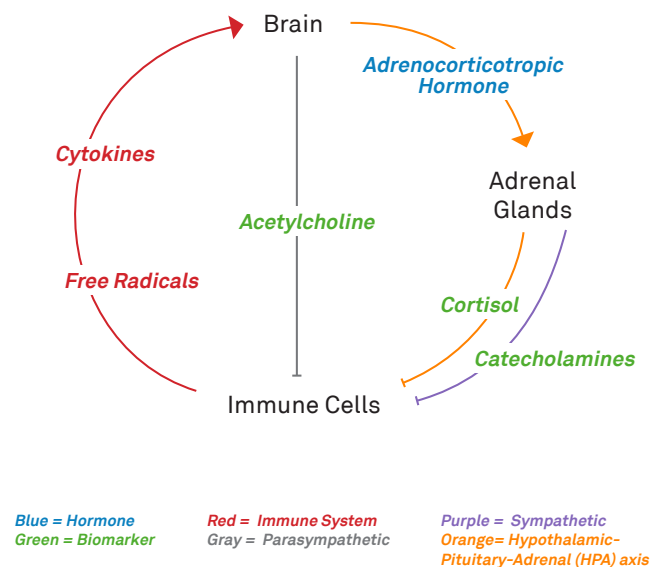 Brain
Adrenocorticotropic
Hormone
Cytokines
Adrenal
Glands
Acetylcholine
Free Radicals
Cortisol
Catecholamines
Immune Cells
Blue = Hormone
Green = Biomarker
Red = Immune System
Gray = Parasympathetic
Purple = Sympathetic
Orange= Hypothalamic-
Pituitary-Adrenal (HPA) axis